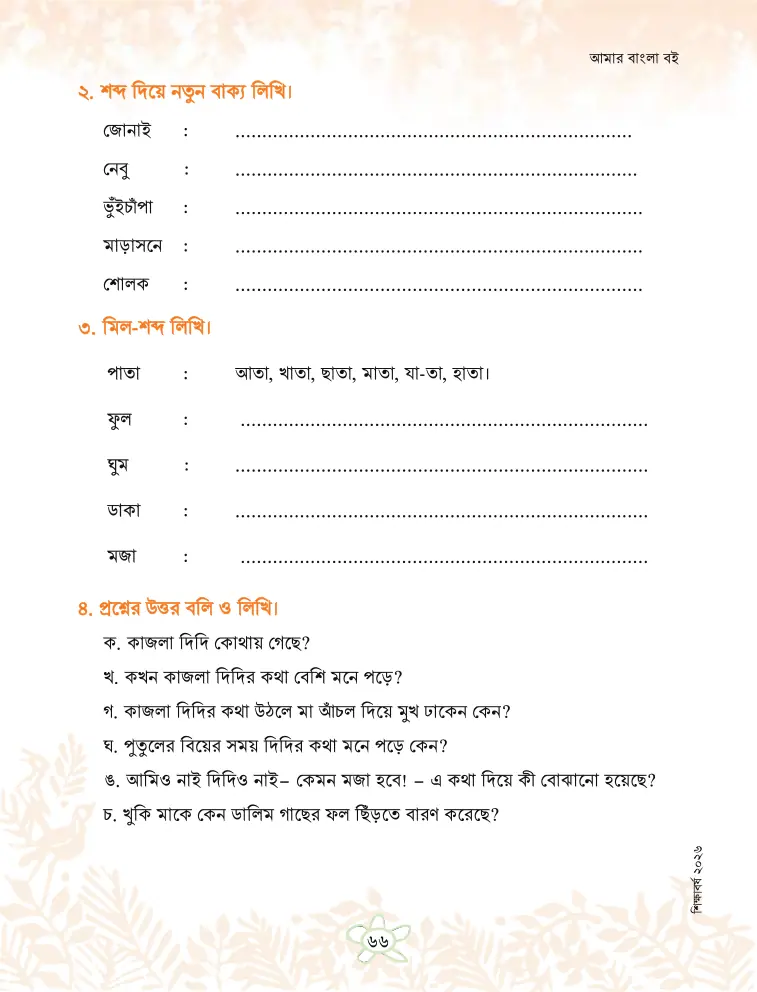 আমার বাংলা বই
২. শব্দ দিয়ে নতুন বাক্য লিখি।
জোনাই : ..........................................................................
নেবু : ...........................................................................
ভুঁইচাঁপা : ............................................................................
মাড়াসনে : ............................................................................
শোলক : ............................................................................
৩. মিল-শব্দ লিখি।
পাতা : আতা, খাতা, ছাতা, মাতা, যা-তা, হাতা।
ফুল : ............................................................................
ঘুম : .............................................................................
ডাকা : .............................................................................
মজা : ............................................................................
৪. প্রশ্নের উত্তর বলি ও লিখি।
ক. কাজলা দিদি কোথায় গেছে?
খ. কখন কাজলা দিদির কথা বেশি মনে পড়ে?
গ. কাজলা দিদির কথা উঠলে মা আঁচল দিয়ে মুখ ঢাকেন কেন?
ঘ. পুতুলের বিয়ের সময় দিদির কথা মনে পড়ে কেন?
ঙ. আমিও নাই দিদিও নাই– কেমন মজা হবে! – এ কথা দিয়ে কী বোঝানো হয়েছে?
চ. খুকি মাকে কেন ডালিম গাছের ফল ছিঁড়তে বারণ করেছে?
শিক্ষাবর্ষ ২০২৬
৬৬